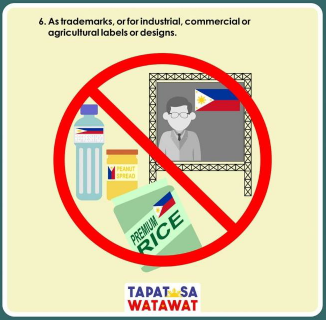 6. As trademarks, or for industrial, commercial or
agricultural labels or designs.
PEANUT
SPREAD
PREMIUM
RICE
TAPAT SA
WATAWAT